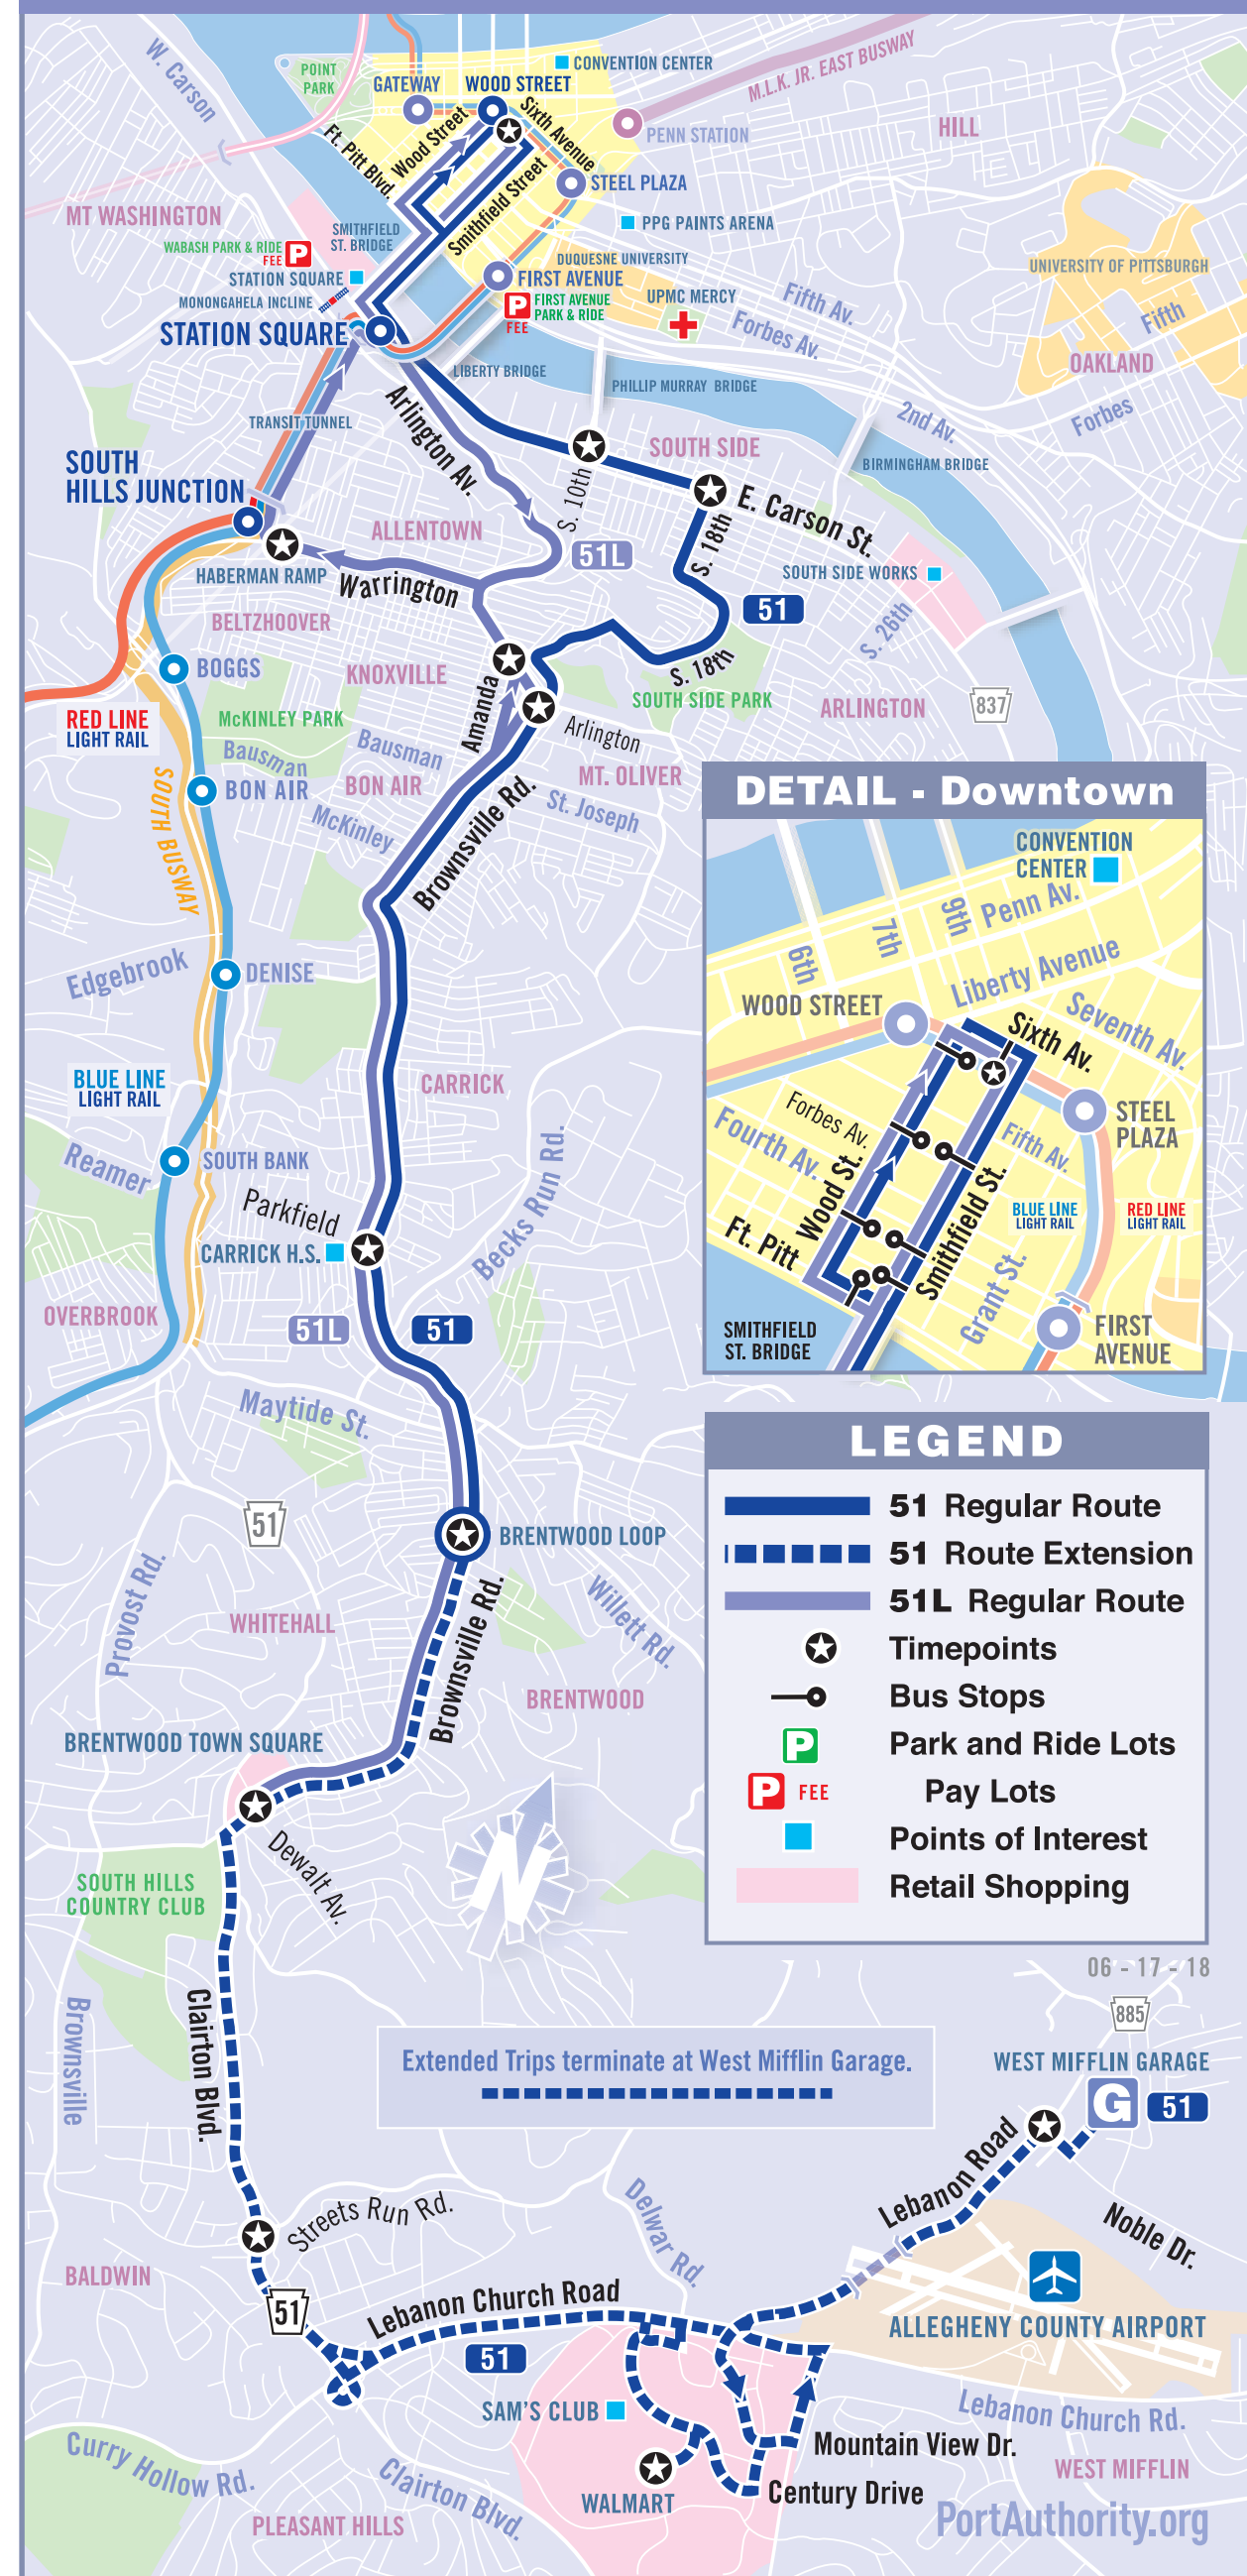 W. Carson
POINT
PARK
GATEWAY
WOOD STREET
CONVENTION CENTER
M.L.K. JR. EAST BUSWAY
PENN STATION
HILL
Ft. Pitt Blvd.
Wood Street
Sixth Avenue
Smithfield Street
STEEL PLAZA
MT WASHINGTON
SMITHFIELD
ST. BRIDGE
PPG PAINTS ARENA
WABASH PARK & RIDE
FEE
P
STATION SQUARE
MONONGAHELA INCLINE
STATION SQUARE
DUQUESNE UNIVERSITY
FIRST AVENUE
P
FEE
FIRST AVENUE
PARK & RIDE
UPMC MERCY
Fifth Av.
Forbes Av.
UNIVERSITY OF PITTSBURGH
Fifth
OAKLAND
Forbes
LIBERTY BRIDGE
PHILLIP MURRAY BRIDGE
2nd Av.
BIRMINGHAM BRIDGE
TRANSIT TUNNEL
Arlington Av.
SOUTH SIDE
SOUTH
HILLS JUNCTION
S. 10th
E. Carson St.
S. 18th
ALLENTOWN
51L
HABERMAN RAMP
Warrington
SOUTH SIDE WORKS
BELTZHOOVER
51
S. 26th
BOGGS
KNOXVILLE
S. 18th
SOUTH SIDE PARK
ARLINGTON
837
RED LINE
LIGHT RAIL
McKINLEY PARK
Amanda
Arlington
Bausman
Bausman
BON AIR
BON AIR
MT. OLIVER
SOUTH BUSWAY
McKinley
St. Joseph
Brownsville Rd.
Edgebrook
DENISE
BLUE LINE
LIGHT RAIL
CARRICK
Reamer
SOUTH BANK
Parkfield
Becks Run Rd.
CARRICK H.S.
OVERBROOK
51L
51
Maytide St.
51
BRENTWOOD LOOP
Provost Rd.
WHITEHALL
Willett Rd.
Brownsville Rd.
BRENTWOOD
BRENTWOOD TOWN SQUARE
Dewalt Av.
SOUTH HILLS
COUNTRY CLUB
N
Clairton Blvd.
Brownsville
DETAIL - Downtown
CONVENTION
CENTER
Penn Av.
6th
7th
9th
Liberty Avenue
WOOD STREET
Seventh Av.
Sixth Av.
Forbes Av.
Fourth Av.
Fifth Av.
STEEL
PLAZA
Wood St.
Ft. Pitt
Smithfield St.
BLUE LINE
LIGHT RAIL
RED LINE
LIGHT RAIL
Grant St.
SMITHFIELD
ST. BRIDGE
FIRST
AVENUE
LEGEND
51 Regular Route
51 Route Extension
51L Regular Route
Timepoints
Bus Stops
P Park and Ride Lots
P FEE Pay Lots
Points of Interest
Retail Shopping
06 - 17 - 18
885
Extended Trips terminate at West Mifflin Garage.
WEST MIFFLIN GARAGE
G
51
Lebanon Road
Noble Dr.
Streets Run Rd.
Delwar Rd.
BALDWIN
51
Lebanon Church Road
ALLEGHENY COUNTY AIRPORT
51
SAM'S CLUB
Lebanon Church Rd.
Mountain View Dr.
WEST MIFFLIN
Curry Hollow Rd.
Clairton Blvd.
Century Drive
WALMART
PLEASANT HILLS
PortAuthority.org